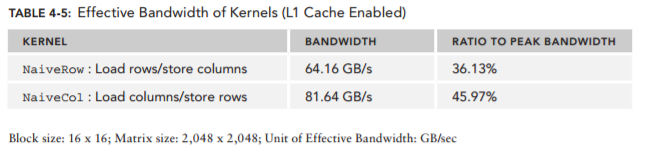 TABLE 4-5: Effective Bandwidth of Kernels (L1 Cache Enabled)
KERNEL BANDWIDTH RATIO TO PEAK BANDWIDTH
NaiveRow : Load rows/store columns 64.16 GB/s 36.13%
NaiveCol : Load columns/store rows 81.64 GB/s 45.97%
Block size: 16 x 16; Matrix size: 2,048 x 2,048; Unit of Effective Bandwidth: GB/sec